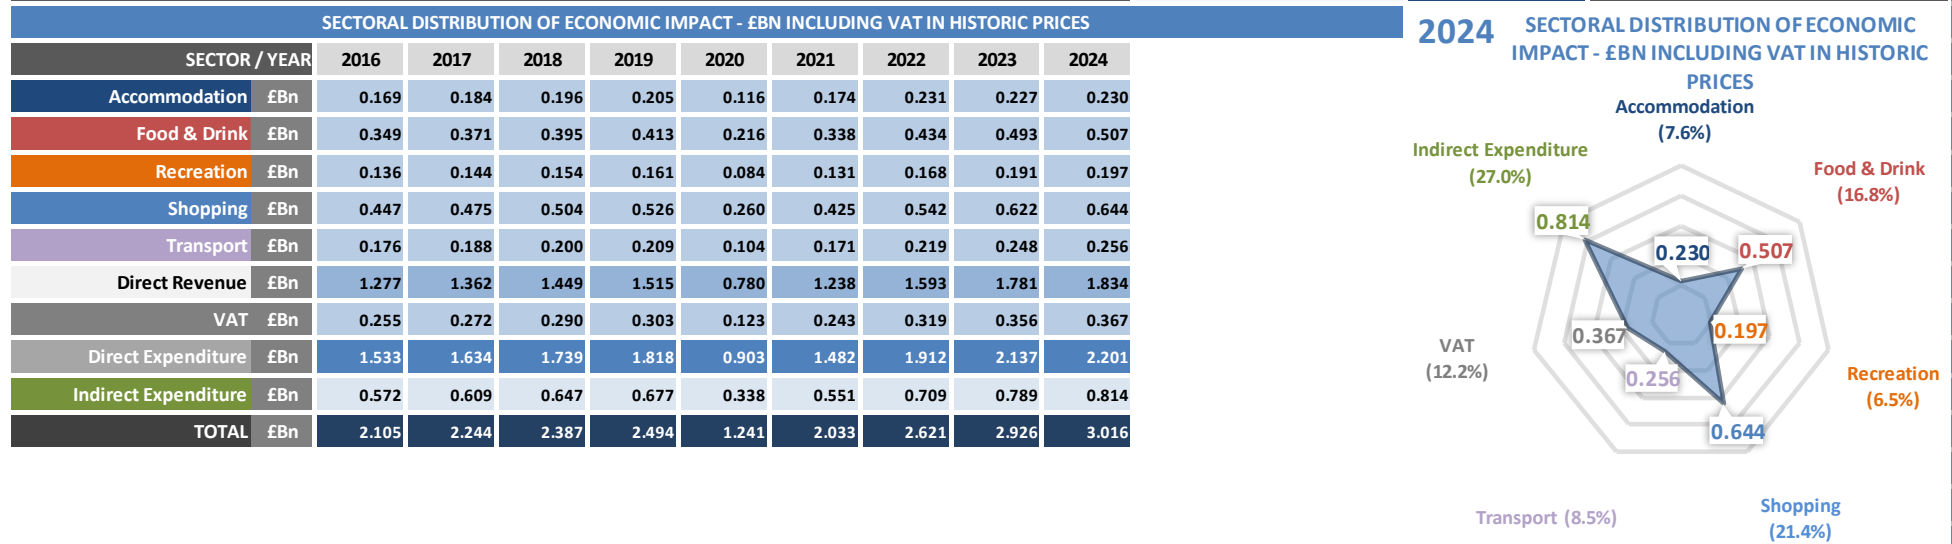 SECTORAL DISTRIBUTION OF ECONOMIC IMPACT - £BN INCLUDING VAT IN HISTORIC PRICES
SECTOR / YEAR 2016 2017 2018 2019 2020 2021 2022 2023 2024
Accommodation £Bn 0.169 0.184 0.196 0.205 0.116 0.174 0.231 0.227 0.230
Food & Drink £Bn 0.349 0.371 0.395 0.413 0.216 0.338 0.434 0.493 0.507
Recreation £Bn 0.136 0.144 0.154 0.161 0.084 0.131 0.168 0.191 0.197
Shopping £Bn 0.447 0.475 0.504 0.526 0.260 0.425 0.542 0.622 0.644
Transport £Bn 0.176 0.188 0.200 0.209 0.104 0.171 0.219 0.248 0.256
Direct Revenue £Bn 1.277 1.362 1.449 1.515 0.780 1.238 1.593 1.781 1.834
VAT £Bn 0.255 0.272 0.290 0.303 0.123 0.243 0.319 0.356 0.367
Direct Expenditure £Bn 1.533 1.634 1.739 1.818 0.903 1.482 1.912 2.137 2.201
Indirect Expenditure £Bn 0.572 0.609 0.647 0.677 0.338 0.551 0.709 0.789 0.814
TOTAL £Bn 2.105 2.244 2.387 2.494 1.241 2.033 2.621 2.926 3.016
2024
SECTORAL DISTRIBUTION OF ECONOMIC
IMPACT - £BN INCLUDING VAT IN HISTORIC
PRICES
Accommodation
(7.6%)
Indirect Expenditure
(27.0%)
Food & Drink
(16.8%)
0.814
0.230
0.507
0.367
0.197
VAT
(12.2%)
0.256
Recreation
(6.5%)
0.644
Transport (8.5%)
Shopping
(21.4%)